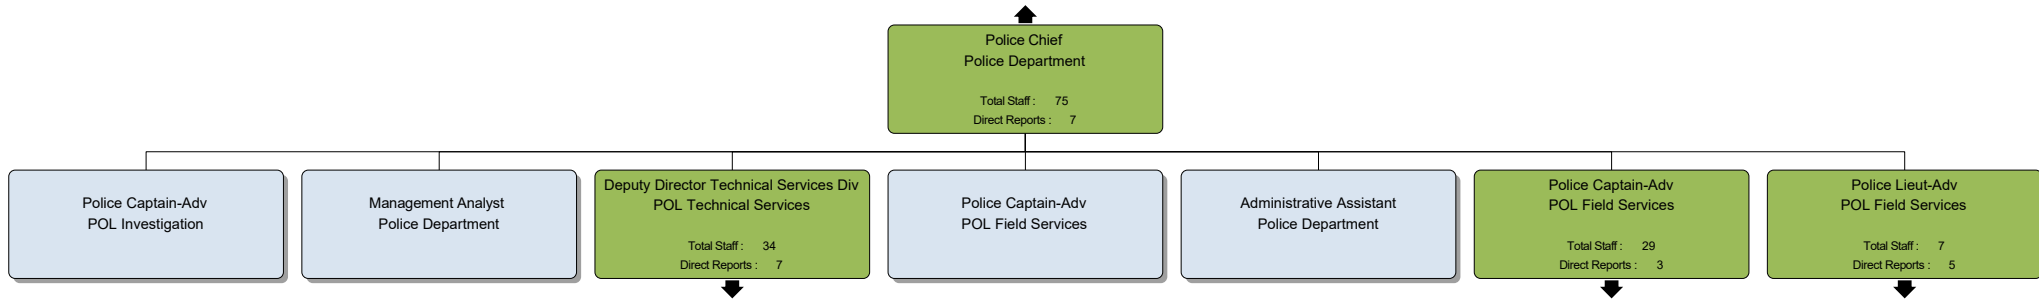 Police Chief
Police Department
Total Staff : 75
Direct Reports : 7
Police Captain-Adv
POL Investigation
Management Analyst
Police Department
Deputy Director Technical Services Div
POL Technical Services
Total Staff : 34
Direct Reports : 7
Police Captain-Adv
POL Field Services
Administrative Assistant
Police Department
Police Captain-Adv
POL Field Services
Total Staff : 29
Direct Reports : 3
Police Lieut-Adv
POL Field Services
Total Staff : 7
Direct Reports : 5